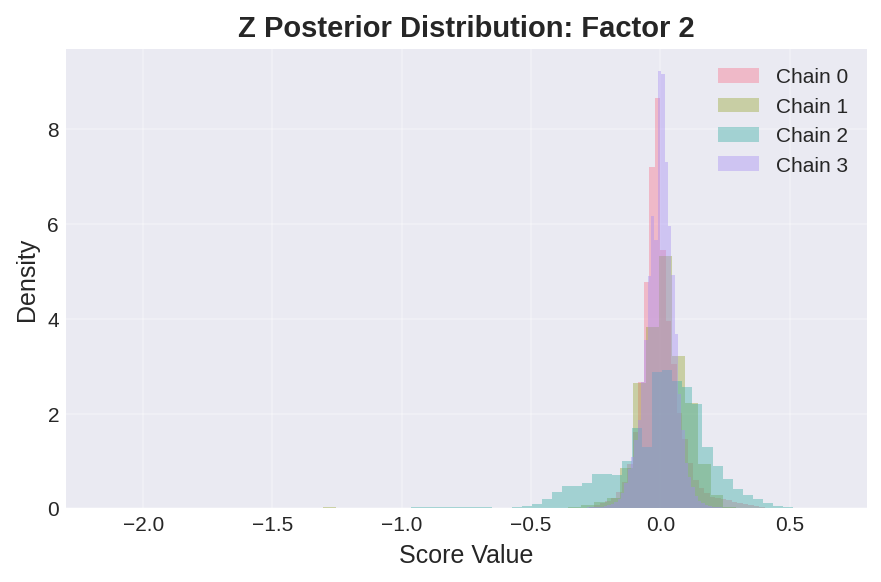 Z Posterior Distribution: Factor 2
Chain 0
Chain 1
Chain 2
Chain 3
Density
8
6
4
2
0
−2.0
−1.5
−1.0
−0.5
0.0
0.5
Score Value